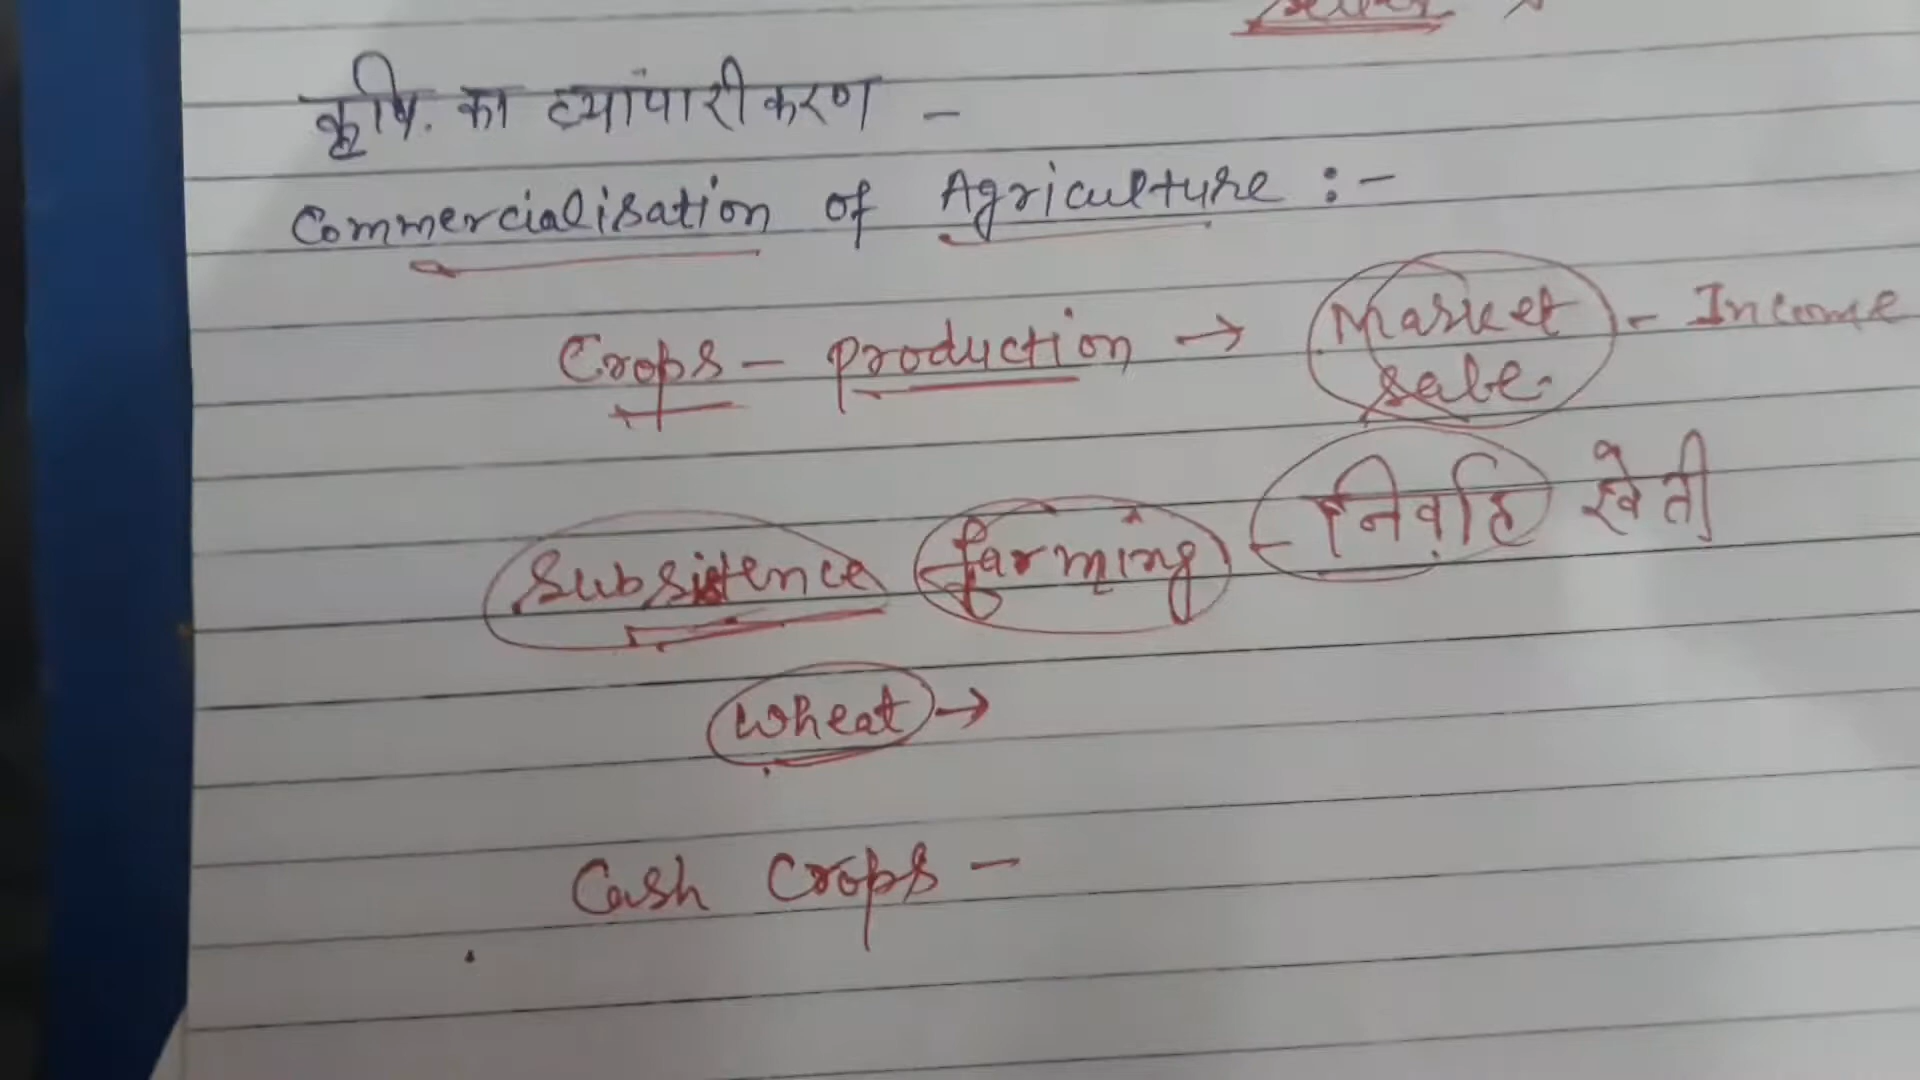 कृषि का व्यापारीकरण -
Commercialisation of Agriculture :-
Crops - production → Market sale - Income
Subsistence farming - निर्वाह खेती
Wheat →
Cash Crops -